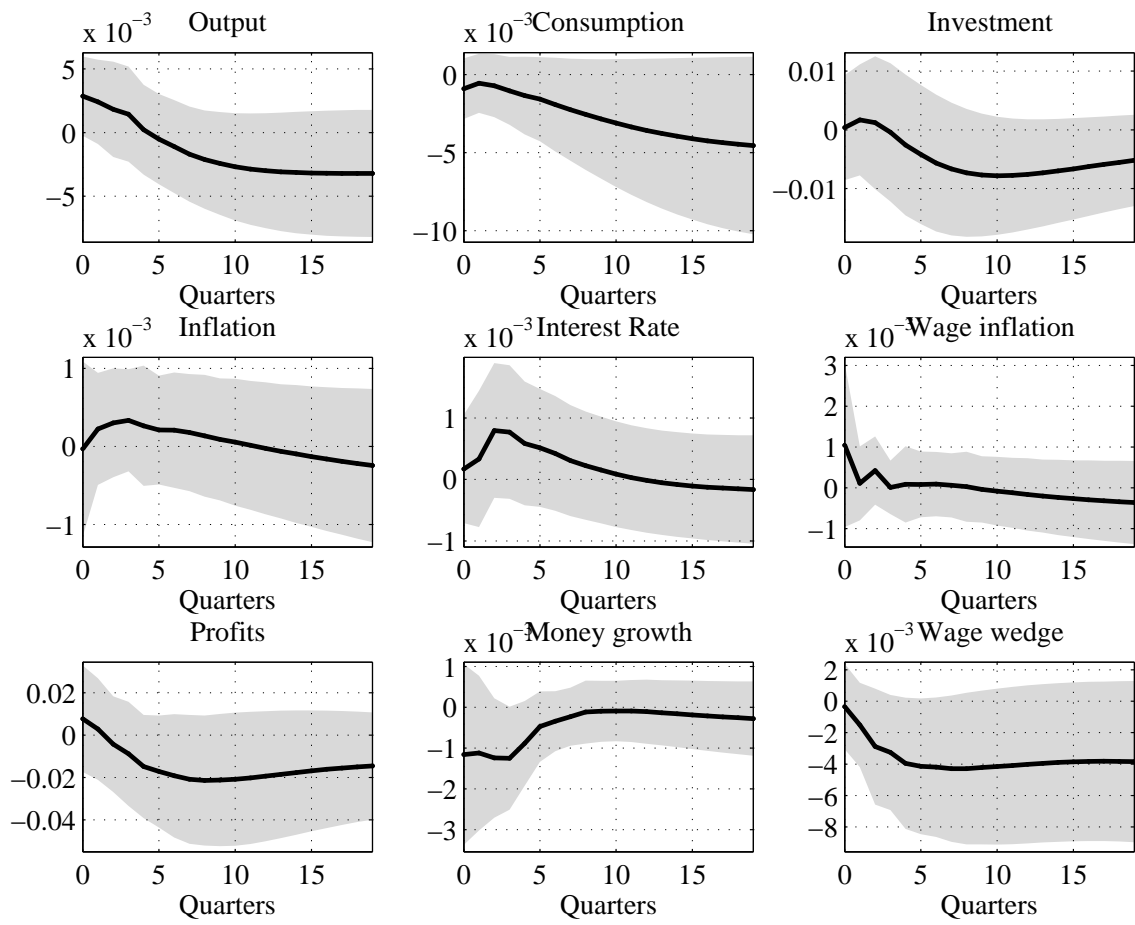 x 10−3 Output
5
0
−5
0 5 10 15
Quarters
x 10−3 Consumption
0
−5
−10
0 5 10 15
Quarters
Investment
0.01
0
−0.01
0 5 10 15
Quarters
x 10−3 Inflation
1
0
−1
0 5 10 15
Quarters
x 10−3 Interest Rate
1
0
−1
0 5 10 15
Quarters
x 10−3 Wage inflation
3
2
1
0
−1
0 5 10 15
Quarters
Profits
0.02
0
−0.02
−0.04
0 5 10 15
Quarters
x 10−3 Money growth
1
0
−1
−2
−3
0 5 10 15
Quarters
x 10−3 Wage wedge
2
0
−2
−4
−6
−8
0 5 10 15
Quarters